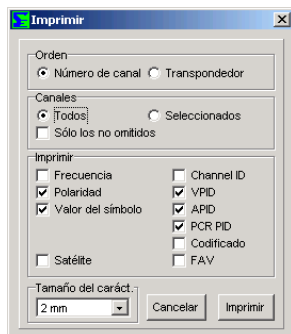 Imprimir
Orden
Número de canal Transpondedor
Canales
Todos Seleccionados
Sólo los no omitidos
Imprimir
Frecuencia Channel ID
Polaridad VPID
Valor del símbolo APID
PCR PID
Codificado
Satélite FAV
Tamaño del caráct.
2 mm Cancelar Imprimir